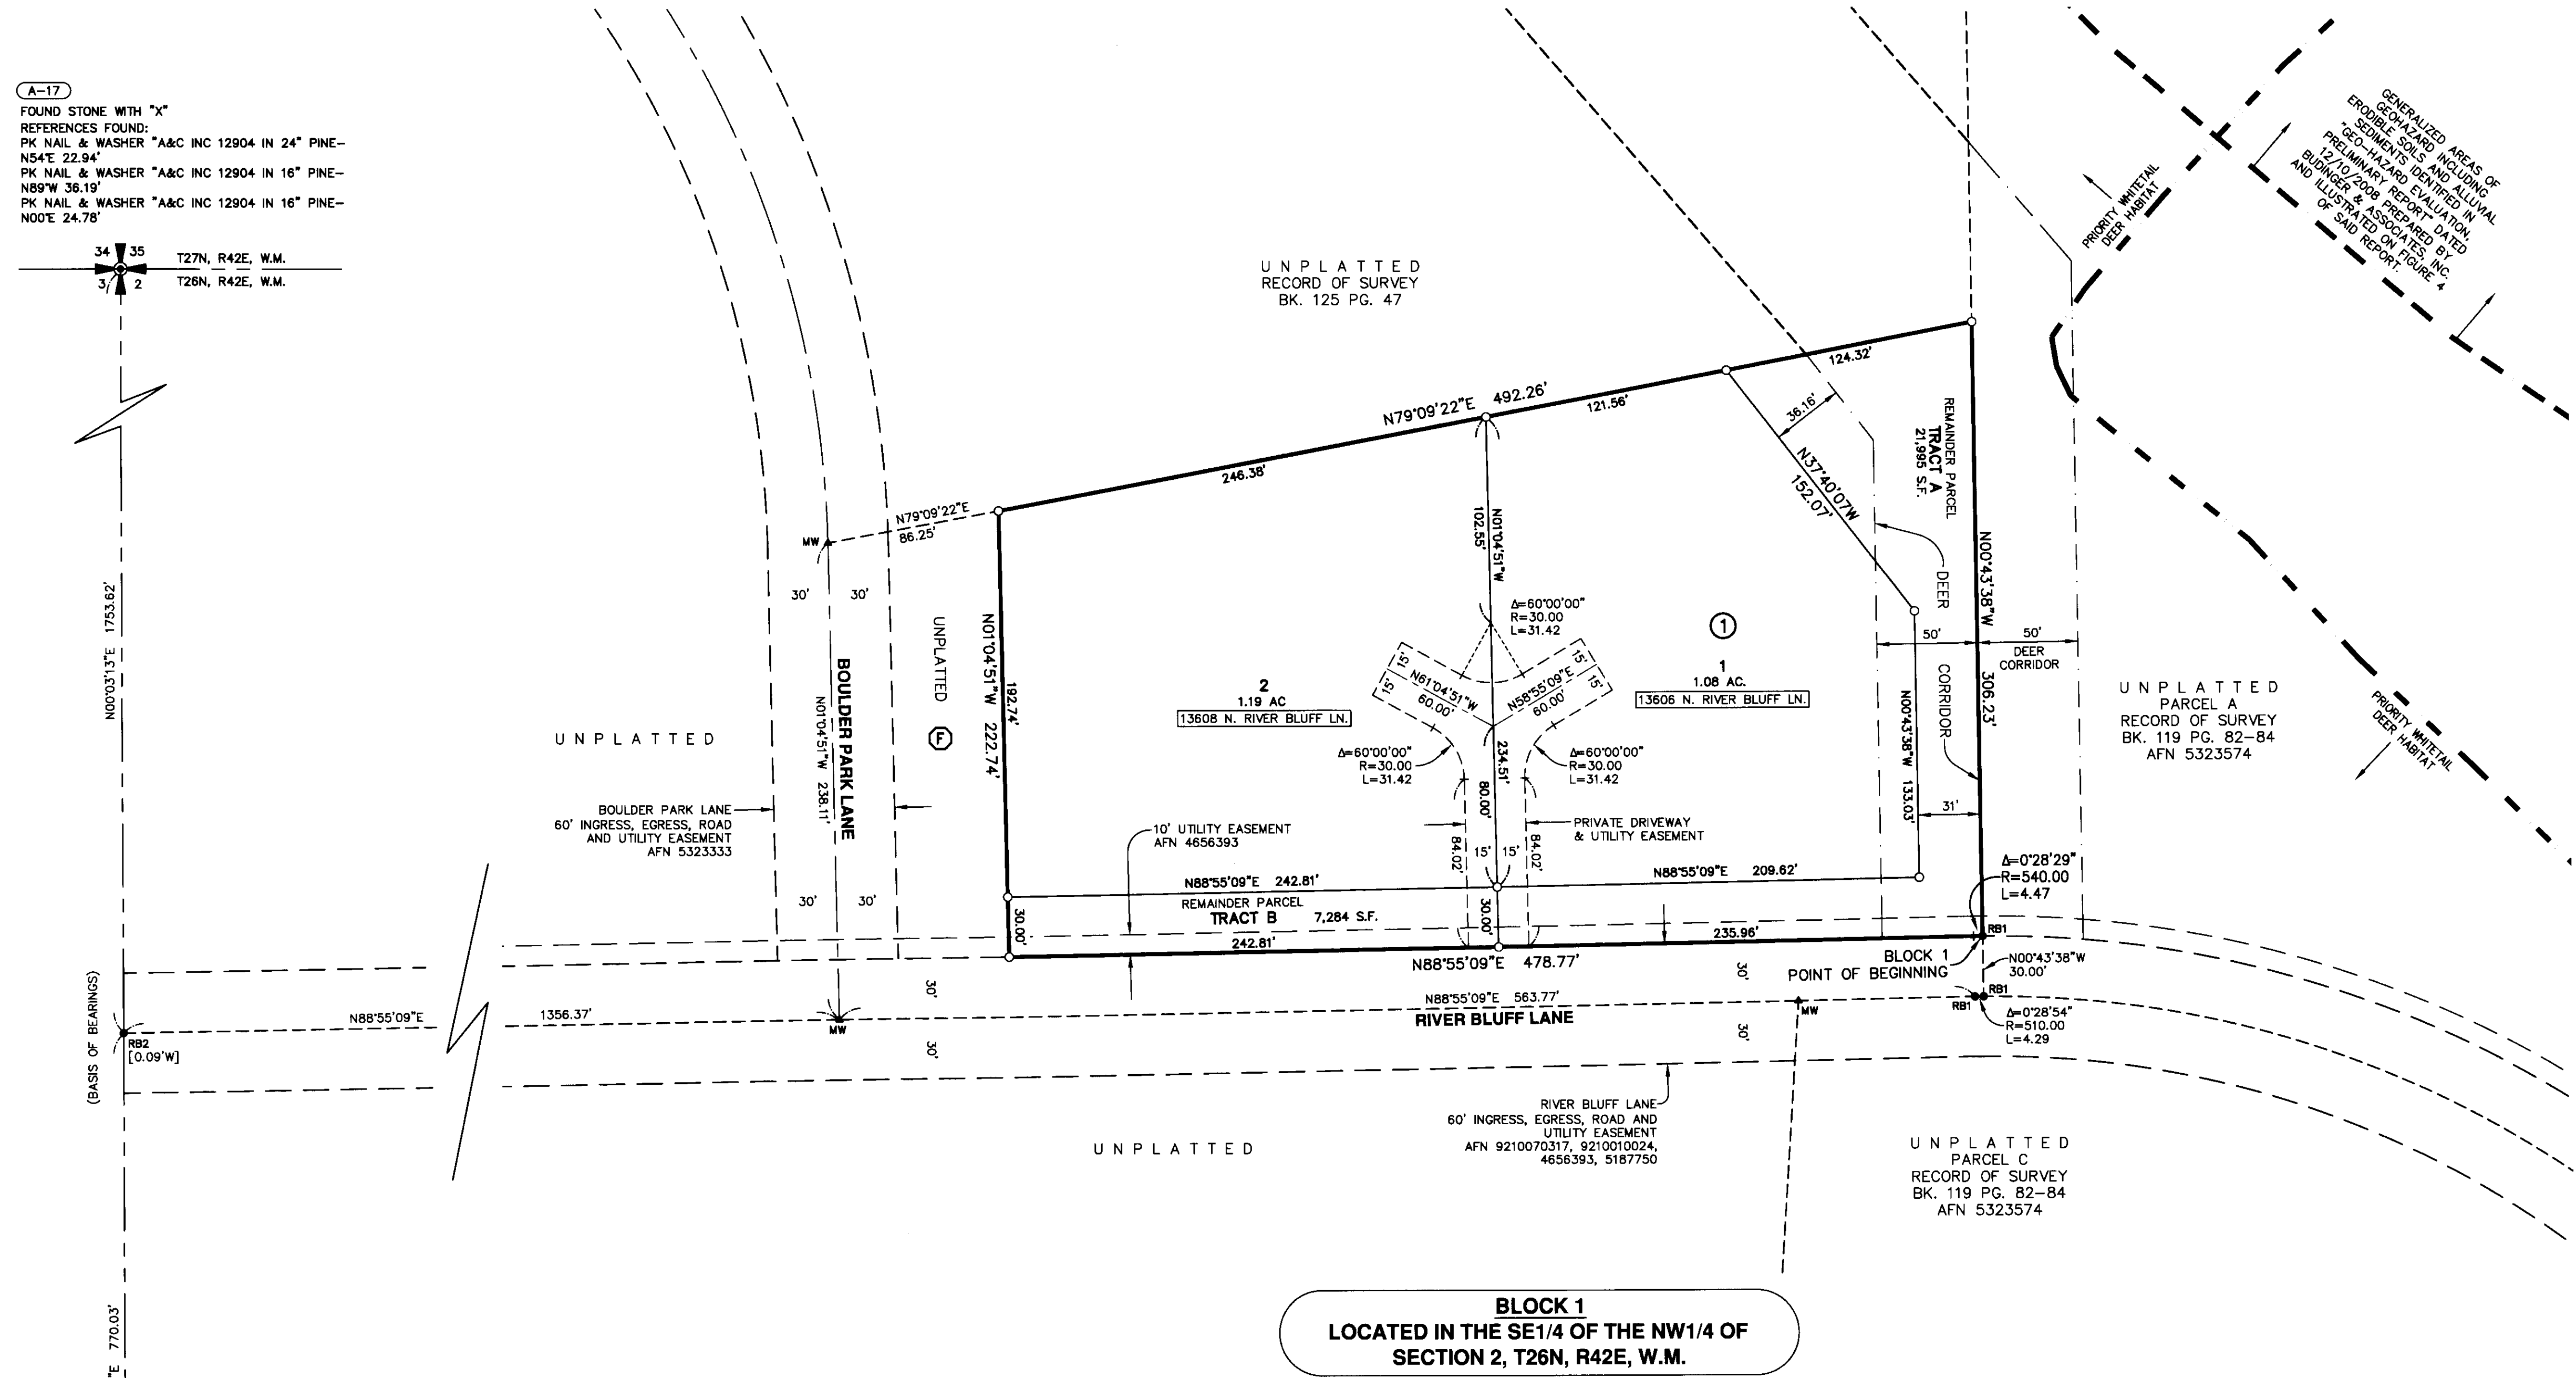 A-17
FOUND STONE WITH "X"
REFERENCES FOUND:
PK NAIL & WASHER "A&C INC 12904 IN 24" PINE-
N54°E 22.94'
PK NAIL & WASHER "A&C INC 12904 IN 16" PINE-
N89°W 36.19'
PK NAIL & WASHER "A&C INC 12904 IN 16" PINE-
N00°E 24.78'
34 35
3 2
T27N, R42E, W.M.
T26N, R42E, W.M.
N00°03'13"E 1753.62'
(BASIS OF BEARINGS)
"E 770.03'
RB2
[0.09'W]
N88°55'09"E
1356.37'
UNPLATTED
BOULDER PARK LANE
60' INGRESS, EGRESS, ROAD
AND UTILITY EASEMENT
AFN 5323333
MW
N79°09'22"E
86.25'
30' 30'
BOULDER PARK LANE
N01°04'51"W 238.11'
30' 30'
MW
UNPLATTED
F
UNPLATTED
RECORD OF SURVEY
BK. 125 PG. 47
N79°09'22"E 492.26'
246.38'
121.56'
124.32'
N01°04'51"W 222.74'
192.74'
30.00'
2
1.19 AC
13608 N. RIVER BLUFF LN.
N01°04'51"W
102.55'
Δ=60°00'00"
R=30.00
L=31.42
15'
15'
N61°04'51"W
60.00'
N58°55'09"E
60.00'
15'
15'
Δ=60°00'00"
R=30.00
L=31.42
Δ=60°00'00"
R=30.00
L=31.42
234.51'
80.00'
84.02'
84.02'
15' 15'
PRIVATE DRIVEWAY
& UTILITY EASEMENT
1
1
1.08 AC.
13606 N. RIVER BLUFF LN.
36.16'
N37°40'07"W
152.07'
REMAINDER PARCEL
TRACT A
21,995 S.F.
DEER
CORRIDOR
N00°43'38"W
306.23'
50'
50'
DEER
CORRIDOR
N00°43'38"W 133.03'
31'
10' UTILITY EASEMENT
AFN 4656393
N88°55'09"E 242.81'
N88°55'09"E 209.62'
REMAINDER PARCEL
TRACT B 7,284 S.F.
30.00'
242.81'
235.96'
N88°55'09"E 478.77'
Δ=0°28'29"
R=540.00
L=4.47
RB1
BLOCK 1
POINT OF BEGINNING
N00°43'38"W
30.00'
RB1
RB1
Δ=0°28'54"
R=510.00
L=4.29
30'
30'
N88°55'09"E 563.77'
RIVER BLUFF LANE
MW
30'
30'
RIVER BLUFF LANE
60' INGRESS, EGRESS, ROAD AND
UTILITY EASEMENT
AFN 9210070317, 9210010024,
4656393, 5187750
UNPLATTED
UNPLATTED
PARCEL C
RECORD OF SURVEY
BK. 119 PG. 82-84
AFN 5323574
UNPLATTED
PARCEL A
RECORD OF SURVEY
BK. 119 PG. 82-84
AFN 5323574
PRIORITY WHITETAIL
DEER HABITAT
PRIORITY WHITETAIL
DEER HABITAT
GENERALIZED AREAS OF
GEOHAZARD INCLUDING
ERODIBLE SOILS AND ALLUVIAL
SEDIMENTS IDENTIFIED IN
"GEO-HAZARD EVALUATION,
PRELIMINARY REPORT" DATED
12/10/2008 PREPARED BY
BUDINGER & ASSOCIATES, INC.
AND ILLUSTRATED ON FIGURE 4
OF SAID REPORT.
BLOCK 1
LOCATED IN THE SE1/4 OF THE NW1/4 OF
SECTION 2, T26N, R42E, W.M.